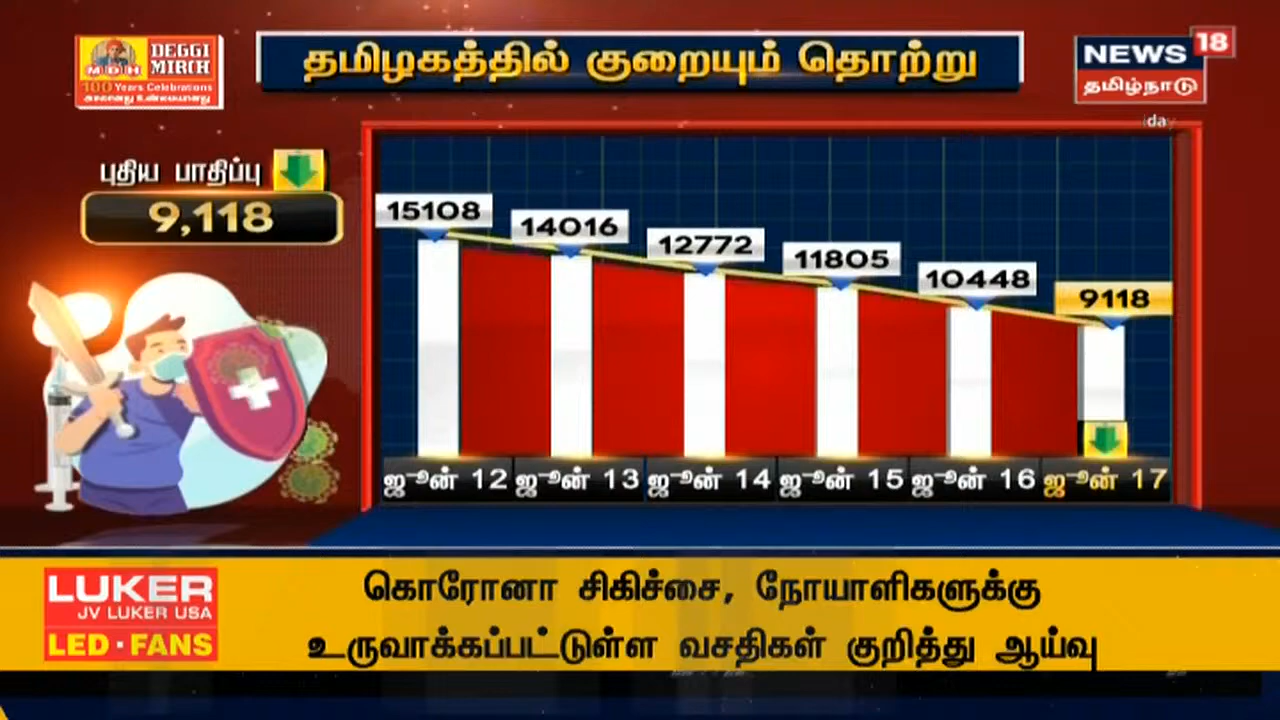 DEGGI
MIRCH
MDH
100 Years Celebrations
தமிழகத்தில் குறையும் தொற்று
NEWS 18
தமிழ்நாடு
புதிய பாதிப்பு
9,118
15108
14016
12772
11805
10448
9118
ஜூன் 12 ஜூன் 13 ஜூன் 14 ஜூன் 15 ஜூன் 16 ஜூன் 17
LUKER
JV LUKER USA
LED·FANS
கொரோனா சிகிச்சை, நோயாளிகளுக்கு
உருவாக்கப்பட்டுள்ள வசதிகள் குறித்து ஆய்வு